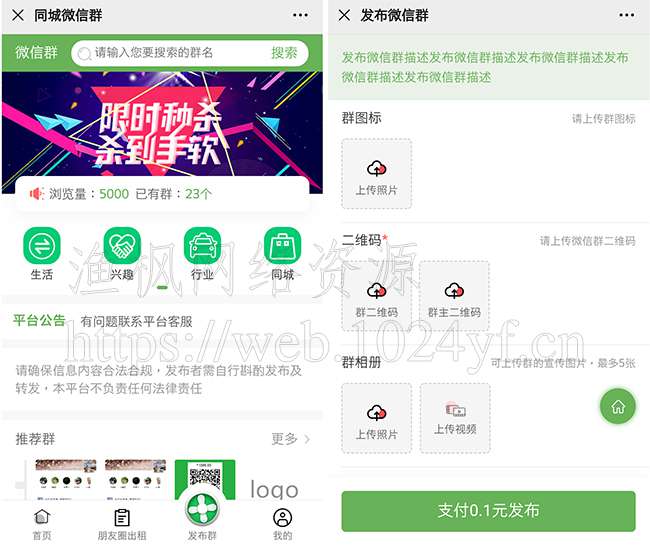 同城微信群
微信群
请输入您要搜索的群名
搜索
限时秒杀
杀到手软
浏览量：5000 已有群：23个
生活
兴趣
行业
同城
平台公告
有问题联系平台客服
请确保信息内容合法合规，发布者需自行斟酌发布及
转发，本平台不负责任何法律责任
推荐群
更多
logo
首页
朋友圈出租
发布群
我的
发布微信群
发布微信群描述发布微信群描述发布微信群描述发布
微信群描述发布微信群描述
群图标
请上传群图标
上传照片
二维码*
请上传微信群二维码
群二维码
群主二维码
群相册
可上传群的宣传图片，最多5张
上传照片
上传视频
支付0.1元发布
渔枫网络资源
https://web.1024yf.cn